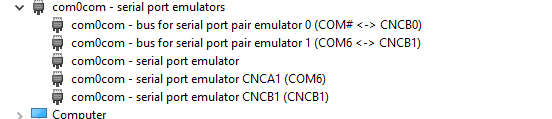 com0com - serial port emulators
com0com - bus for serial port pair emulator 0 (COM# <-> CNCB0)
com0com - bus for serial port pair emulator 1 (COM6 <-> CNCB1)
com0com - serial port emulator
com0com - serial port emulator CNCA1 (COM6)
com0com - serial port emulator CNCB1 (CNCB1)
Computer